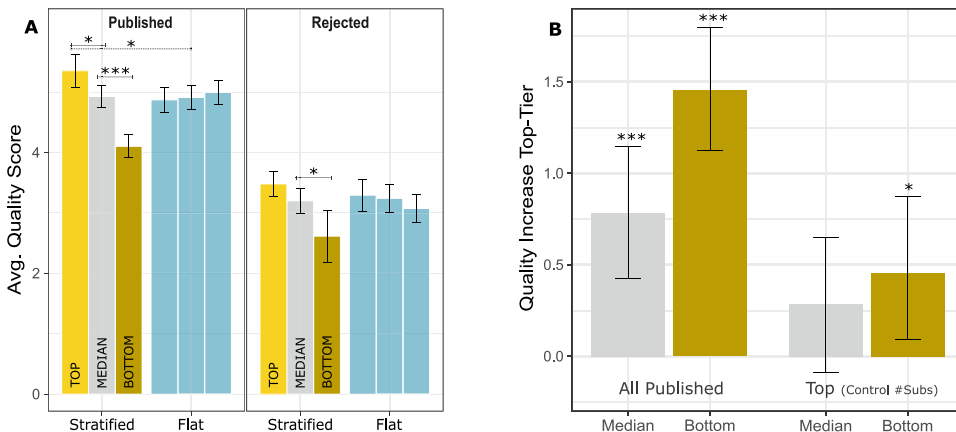 A
Published
Rejected
*
*
***
*
Avg. Quality Score
4
2
0
TOP
MEDIAN
BOTTOM
TOP
MEDIAN
BOTTOM
Stratified
Flat
Stratified
Flat
B
***
***
*
Quality Increase Top-Tier
1.5
1.0
0.5
0.0
All Published
Top (Control #Subs)
Median
Bottom
Median
Bottom